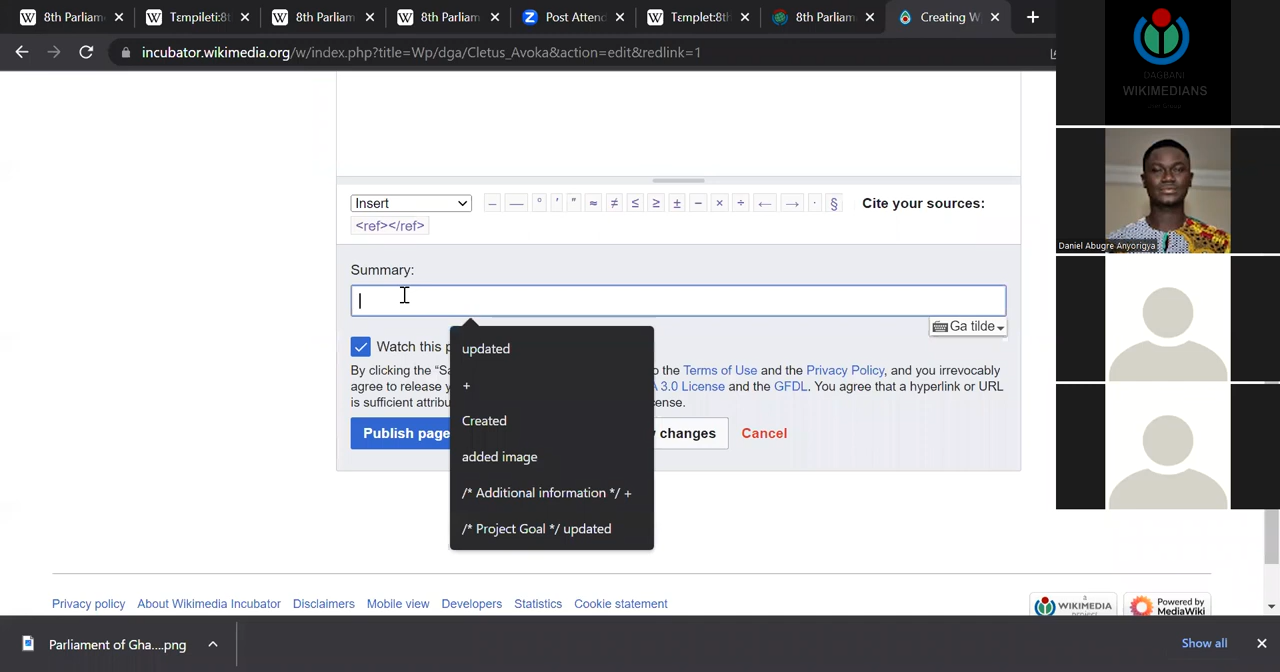 8th Parliam
Tɛmpileti:8t
8th Parliam
8th Parliam
Post Attend
Tɛmplet:8th
8th Parliam
Creating W
incubator.wikimedia.org/w/index.php?title=Wp/dga/Cletus_Avoka&action=edit&redlink=1
DAGBANI
WIKIMEDIANS
Daniel Abugre Anyorigya
Insert
– — ° ′ ″ ≈ ≠ ≤ ≥ ± − × ÷ ← → · §
Cite your sources:
<ref></ref>
Summary:
Ga tilde
Watch this p
o the Terms of Use and the Privacy Policy, and you irrevocably
agree to release y
A 3.0 License and the GFDL. You agree that a hyperlink or URL
is sufficient attribu
cense.
By clicking the “Sa
Publish page
w changes
Cancel
updated
+
Created
added image
/* Additional information */ +
/* Project Goal */ updated
Privacy policy
About Wikimedia Incubator
Disclaimers
Mobile view
Developers
Statistics
Cookie statement
a
WIKIMEDIA
project
Powered by
MediaWiki
Parliament of Gha....png
Show all